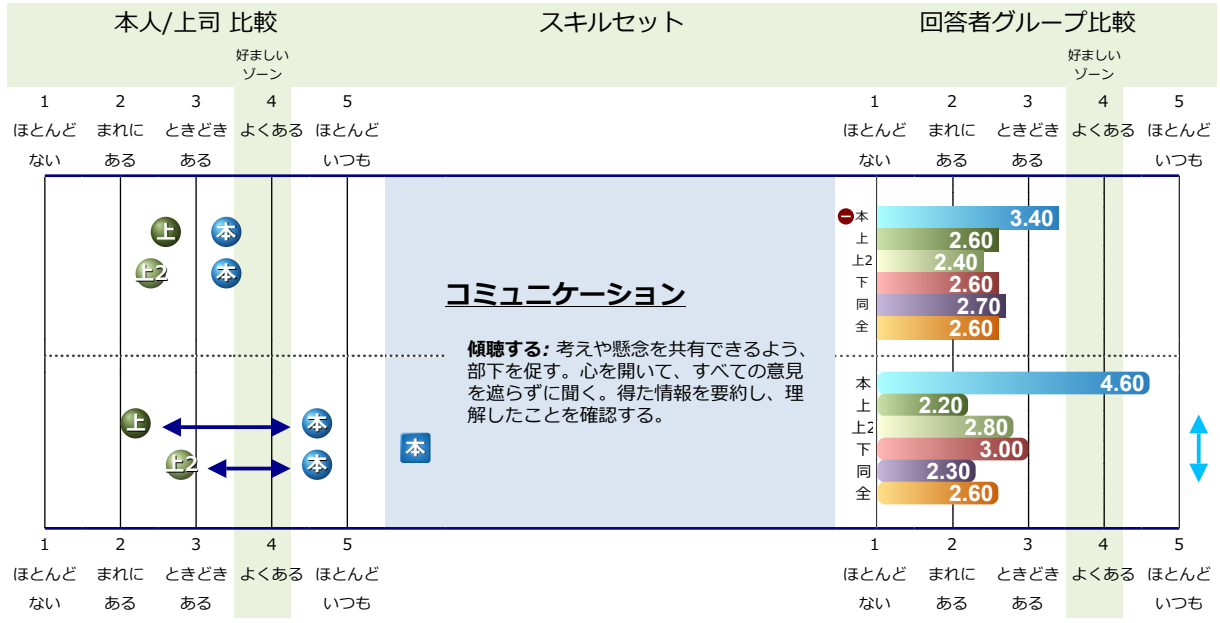 本人/上司 比較
スキルセット
回答者グループ比較
好ましい
ゾーン
好ましい
ゾーン
1 2 3 4 5
ほとんど まれに ときどき よくある ほとんど
ない ある ある いつも
1 2 3 4 5
ほとんど まれに ときどき よくある ほとんど
ない ある ある いつも
上 本
上2 本
上 本
上2 本
コミュニケーション
傾聴する: 考えや懸念を共有できるよう、
部下を促す。心を開いて、すべての意見
を遮らずに聞く。得た情報を要約し、理
解したことを確認する。
本
本 3.40
上 2.60
上2 2.40
下 2.60
同 2.70
全 2.60
本 4.60
上 2.20
上2 2.80
下 3.00
同 2.30
全 2.60
1 2 3 4 5
ほとんど まれに ときどき よくある ほとんど
ない ある ある いつも
1 2 3 4 5
ほとんど まれに ときどき よくある ほとんど
ない ある ある いつも